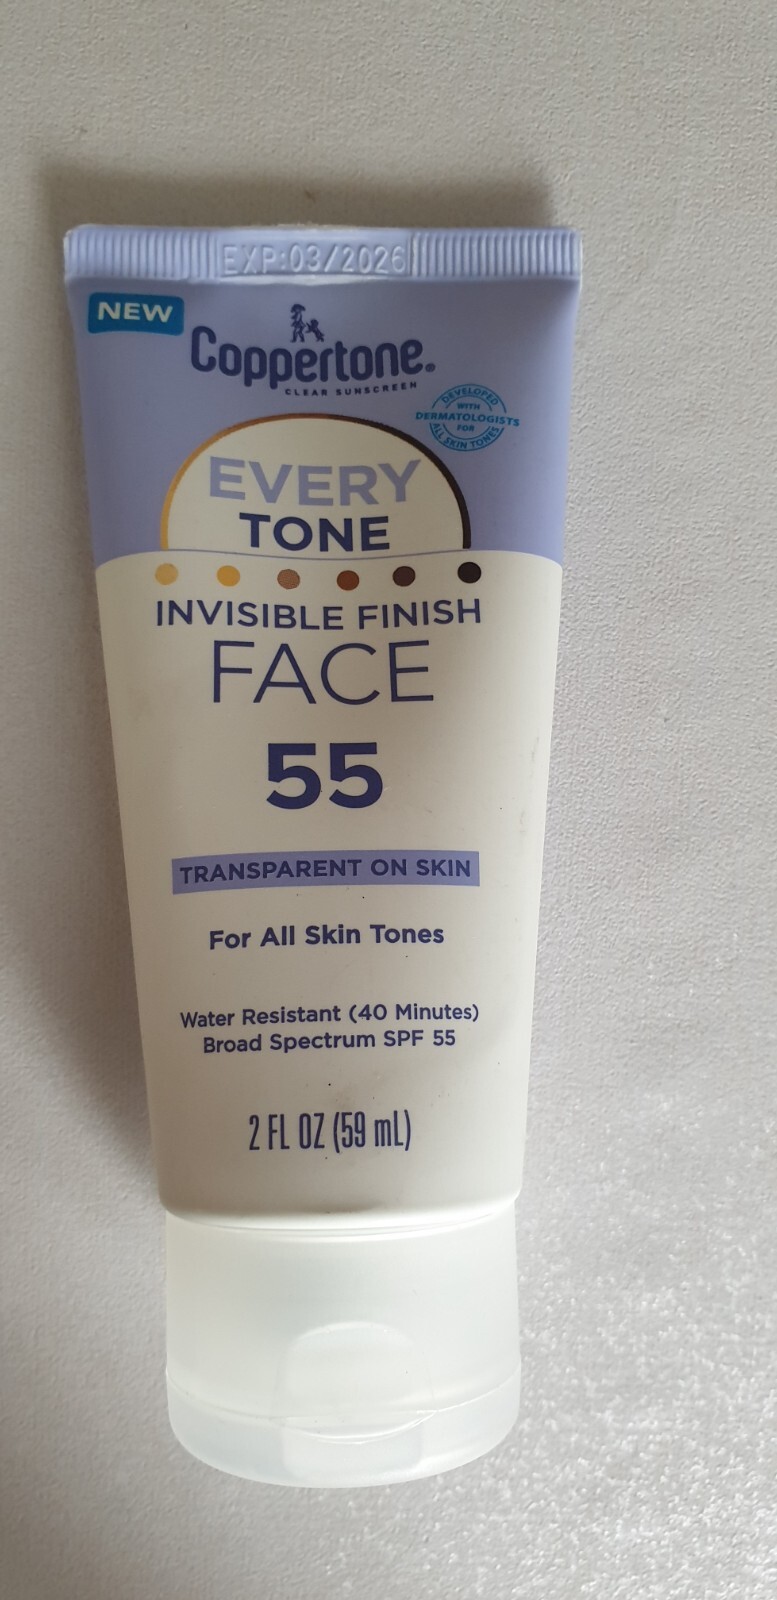 EXP:03/2026
NEW
Coppertone®
CLEAR SUNSCREEN
DEVELOPED
WITH
DERMATOLOGISTS
FOR
ALL SKIN TONES
EVERY
TONE
INVISIBLE FINISH
FACE
55
TRANSPARENT ON SKIN
For All Skin Tones
Water Resistant (40 Minutes)
Broad Spectrum SPF 55
2 FL OZ (59 mL)